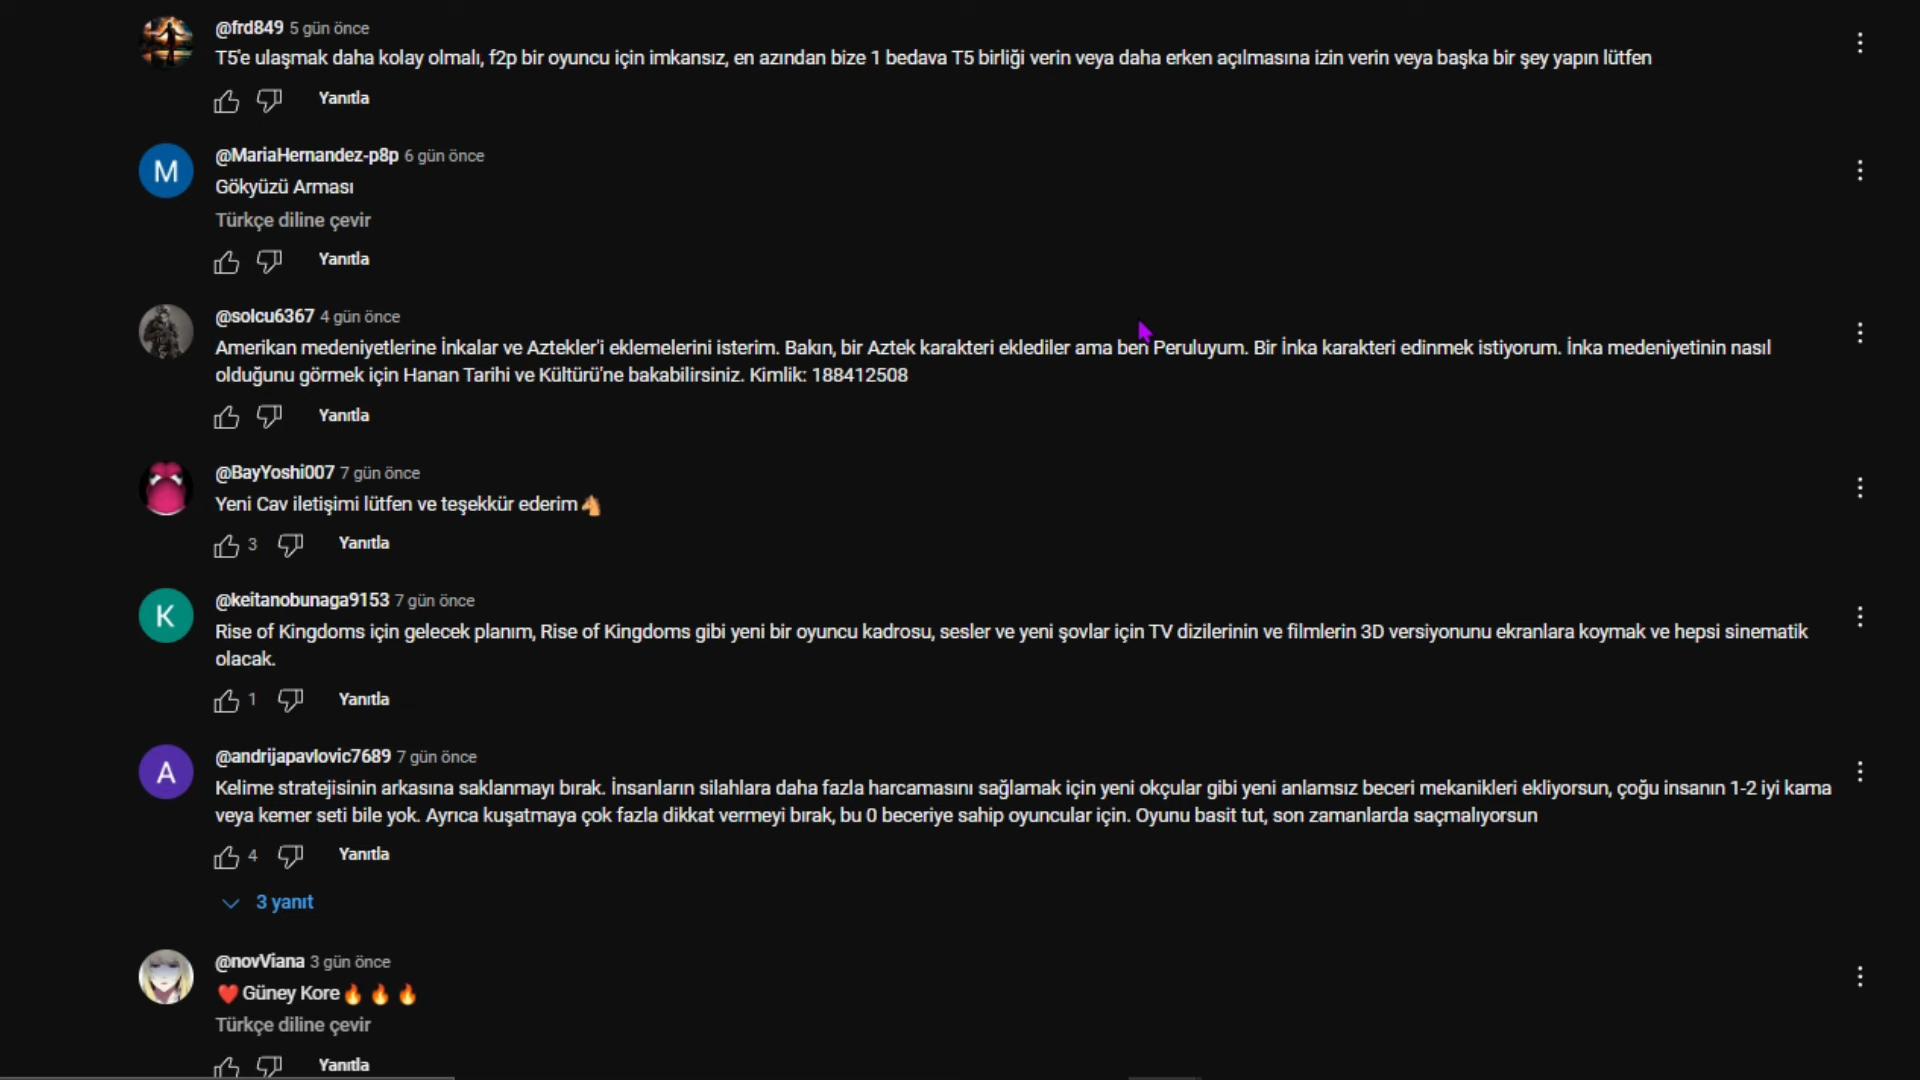 @frd849 5 gün önce
T5'e ulaşmak daha kolay olmalı, f2p bir oyuncu için imkansız, en azından bize 1 bedava T5 birliği verin veya daha erken açılmasına izin verin veya başka bir şey yapın lütfen
Yanıtla
M
@MariaHernandez-p8p 6 gün önce
Gökyüzü Arması
Türkçe diline çevir
Yanıtla
@solcu6367 4 gün önce
Amerikan medeniyetlerine İnkalar ve Aztekler'i eklemelerini isterim. Bakın, bir Aztek karakteri eklediler ama ben Peruluyum. Bir İnka karakteri edinmek istiyorum. İnka medeniyetinin nasıl
olduğunu görmek için Hanan Tarihi ve Kültürü'ne bakabilirsiniz. Kimlik: 188412508
Yanıtla
@BayYoshi007 7 gün önce
Yeni Cav iletişimi lütfen ve teşekkür ederim🐴
3 Yanıtla
K
@keitanobunaga9153 7 gün önce
Rise of Kingdoms için gelecek planım, Rise of Kingdoms gibi yeni bir oyuncu kadrosu, sesler ve yeni şovlar için TV dizilerinin ve filmlerin 3D versiyonunu ekranlara koymak ve hepsi sinematik
olacak.
1 Yanıtla
A
@andrijapavlovic7689 7 gün önce
Kelime stratejisinin arkasına saklanmayı bırak. İnsanların silahlara daha fazla harcamasını sağlamak için yeni okçular gibi yeni anlamsız beceri mekanikleri ekliyorsun, çoğu insanın 1-2 iyi kama
veya kemer seti bile yok. Ayrıca kuşatmaya çok fazla dikkat vermeyi bırak, bu 0 beceriye sahip oyuncular için. Oyunu basit tut, son zamanlarda saçmalıyorsun
4 Yanıtla
3 yanıt
@novViana 3 gün önce
❤️Güney Kore🔥🔥🔥
Türkçe diline çevir
Yanıtla